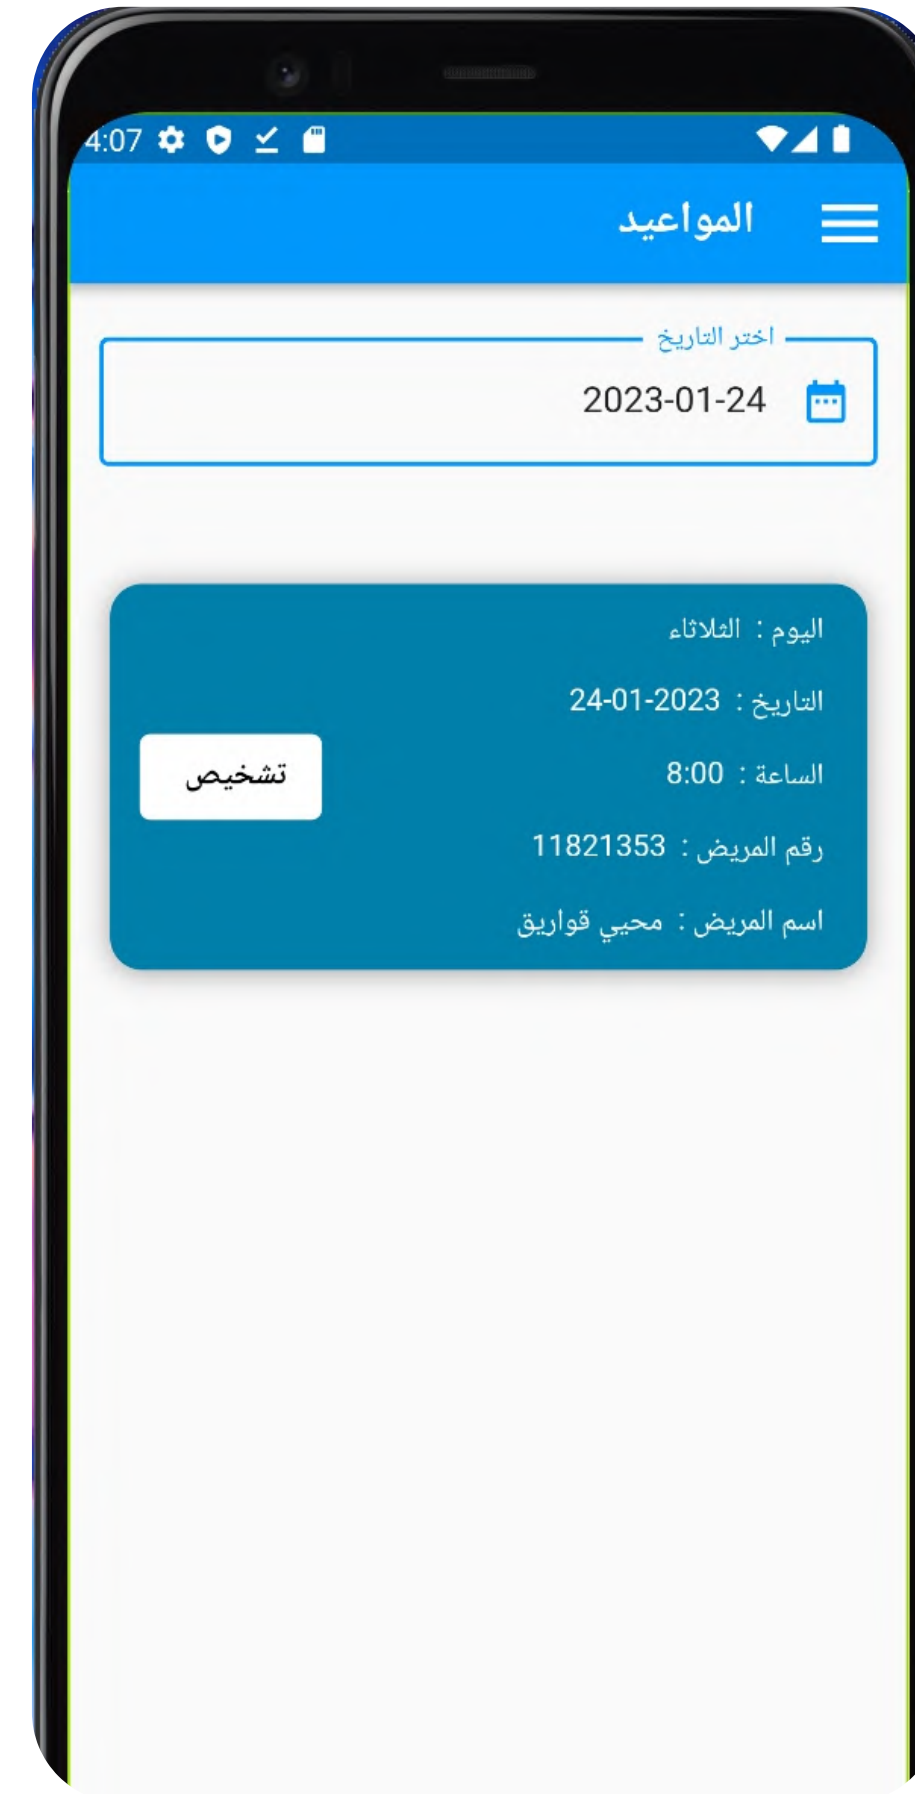 4:07
المواعيد
اختر التاريخ
2023-01-24
اليوم : الثلاثاء
التاريخ : 2023-01-24
الساعة : 8:00
تشخيص
رقم المريض : 11821353
اسم المريض : محيي قواريق